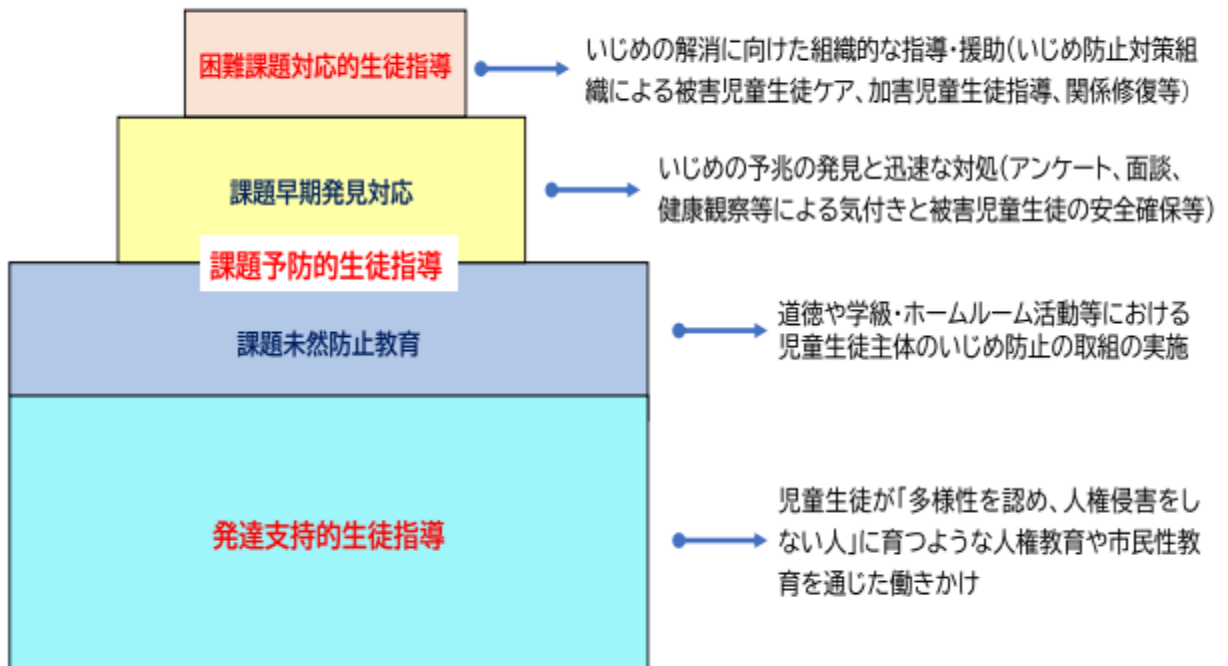 困難課題対応的生徒指導
いじめの解消に向けた組織的な指導・援助(いじめ防止対策組
織による被害児童生徒ケア、加害児童生徒指導、関係修復等)
課題早期発見対応
いじめの予兆の発見と迅速な対処(アンケート、面談、
健康観察等による気付きと被害児童生徒の安全確保等)
課題予防的生徒指導
課題未然防止教育
道徳や学級・ホームルーム活動等における
児童生徒主体のいじめ防止の取組の実施
発達支持的生徒指導
児童生徒が「多様性を認め、人権侵害をし
ない人」に育つような人権教育や市民性教
育を通じた働きかけ